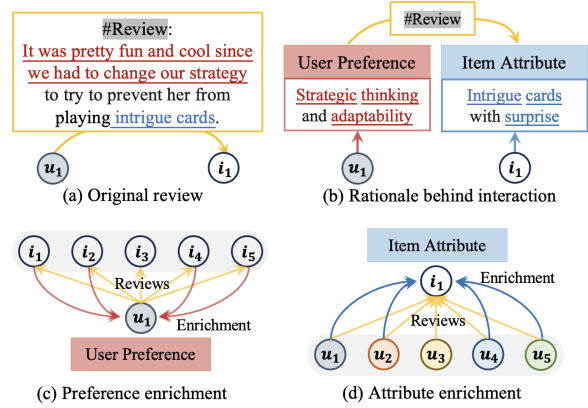 #Review:
It was pretty fun and cool since
we had to change our strategy
to try to prevent her from
playing intrigue cards.
u₁ i₁
(a) Original review
#Review
User Preference Item Attribute
Strategic thinking
and adaptability
Intrigue cards
with surprise
u₁ i₁
(b) Rationale behind interaction
i₁ i₂ i₃ i₄ i₅
Reviews
u₁ Enrichment
User Preference
(c) Preference enrichment
Item Attribute
i₁ Enrichment
Reviews
u₁ u₂ u₃ u₄ u₅
(d) Attribute enrichment